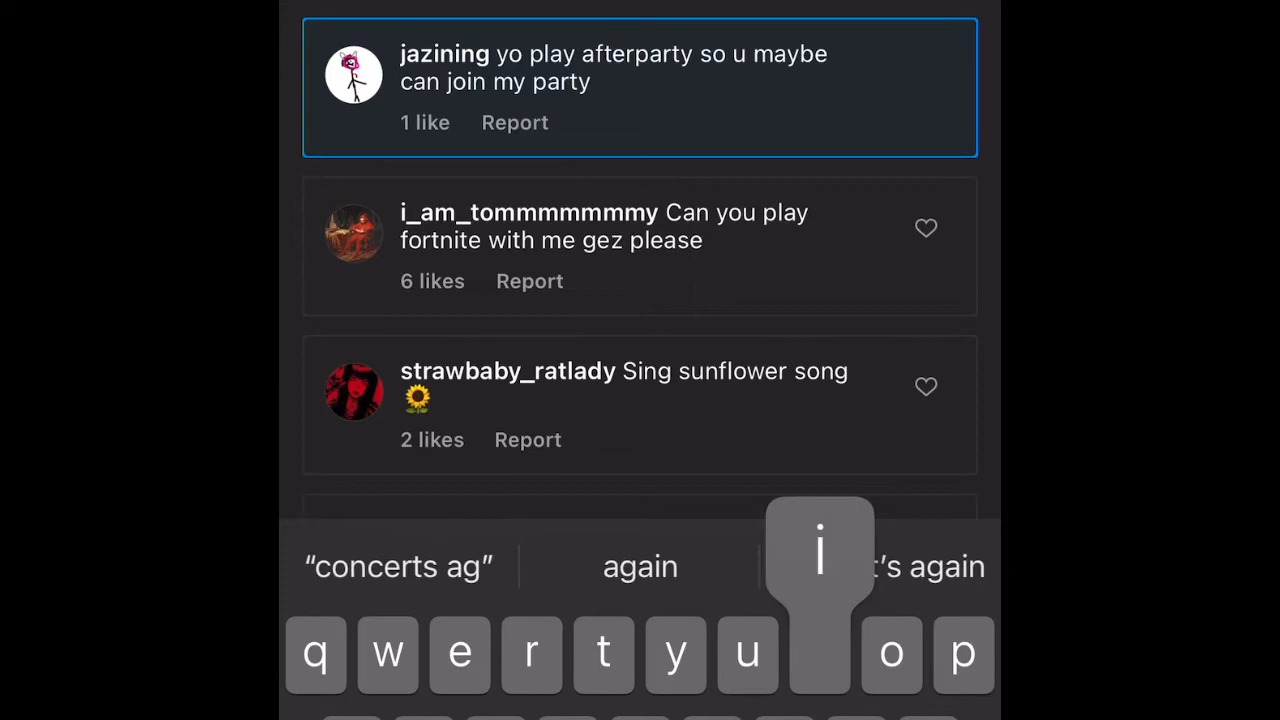 jazining yo play afterparty so u maybe
can join my party
1 like Report
i_am_tommmmmmmy Can you play
fortnite with me gez please
6 likes Report
strawbaby_ratlady Sing sunflower song
🌻
2 likes Report
“concerts ag” again t’s again
i
q w e r t y u o p